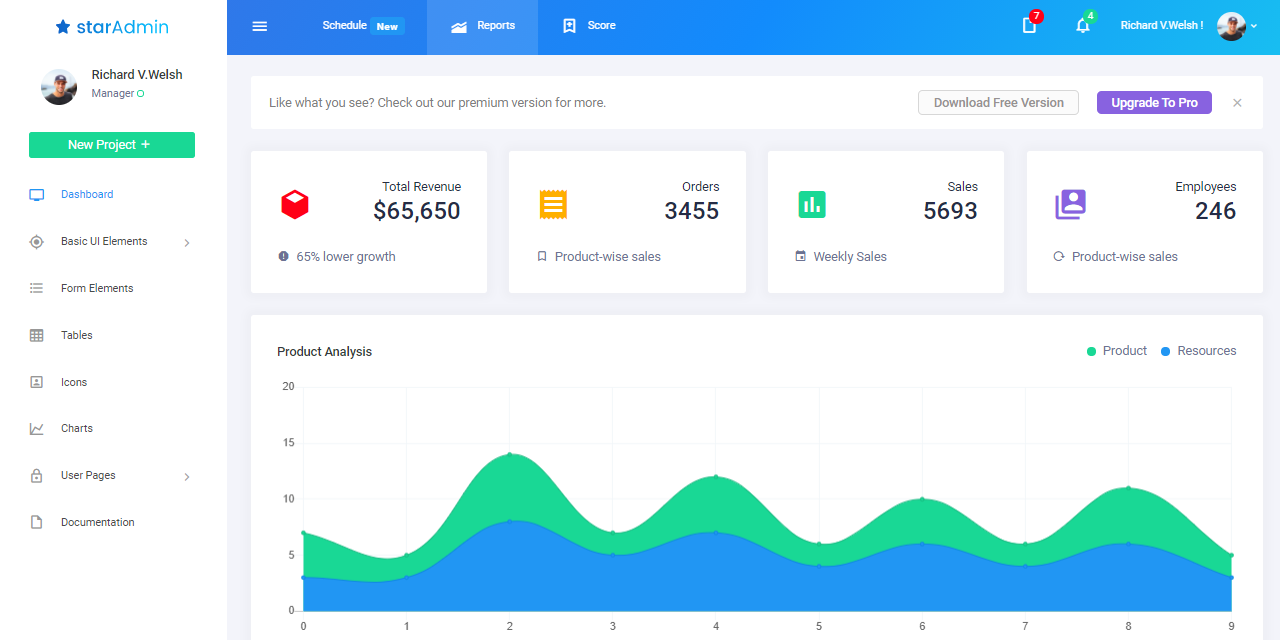 starAdmin
Schedule New
Reports
Score
7
4
Richard V.Welsh !
Richard V.Welsh
Manager
New Project +
Dashboard
Basic UI Elements
Form Elements
Tables
Icons
Charts
User Pages
Documentation
Like what you see? Check out our premium version for more.
Download Free Version
Upgrade To Pro
Total Revenue
$65,650
65% lower growth
Orders
3455
Product-wise sales
Sales
5693
Weekly Sales
Employees
246
Product-wise sales
Product Analysis
Product
Resources
20
15
10
5
0
0 1 2 3 4 5 6 7 8 9